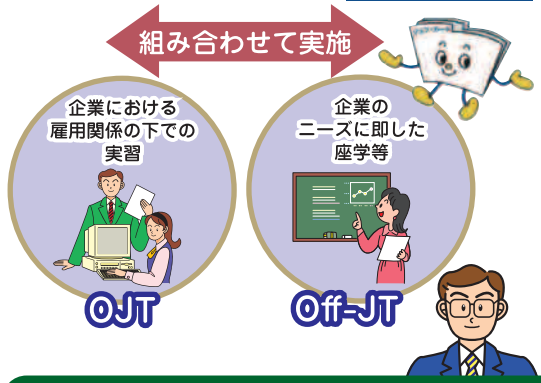 組み合わせて実施
企業における
雇用関係の下での
実習
企業の
ニーズに即した
座学等
OJT
Off-JT